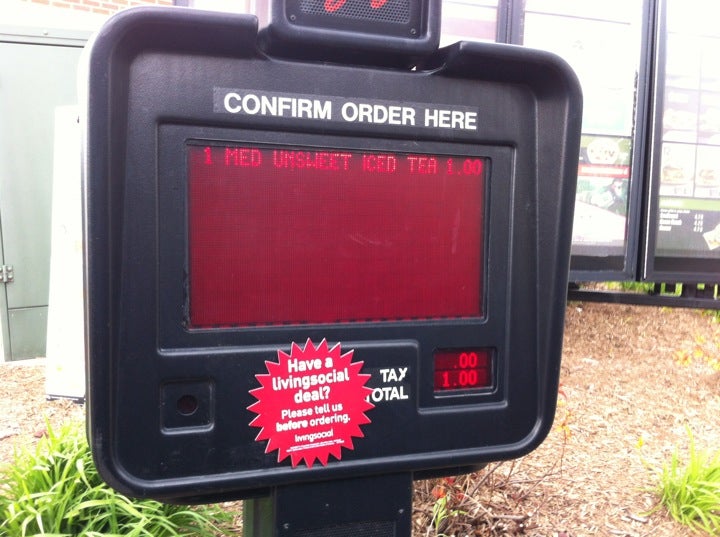 CONFIRM ORDER HERE
1 MED UNSWEET ICED TEA 1.00
Have a
livingsocial
deal?
Please tell us
before ordering.
livingsocial
TAX .00
OTAL 1.00